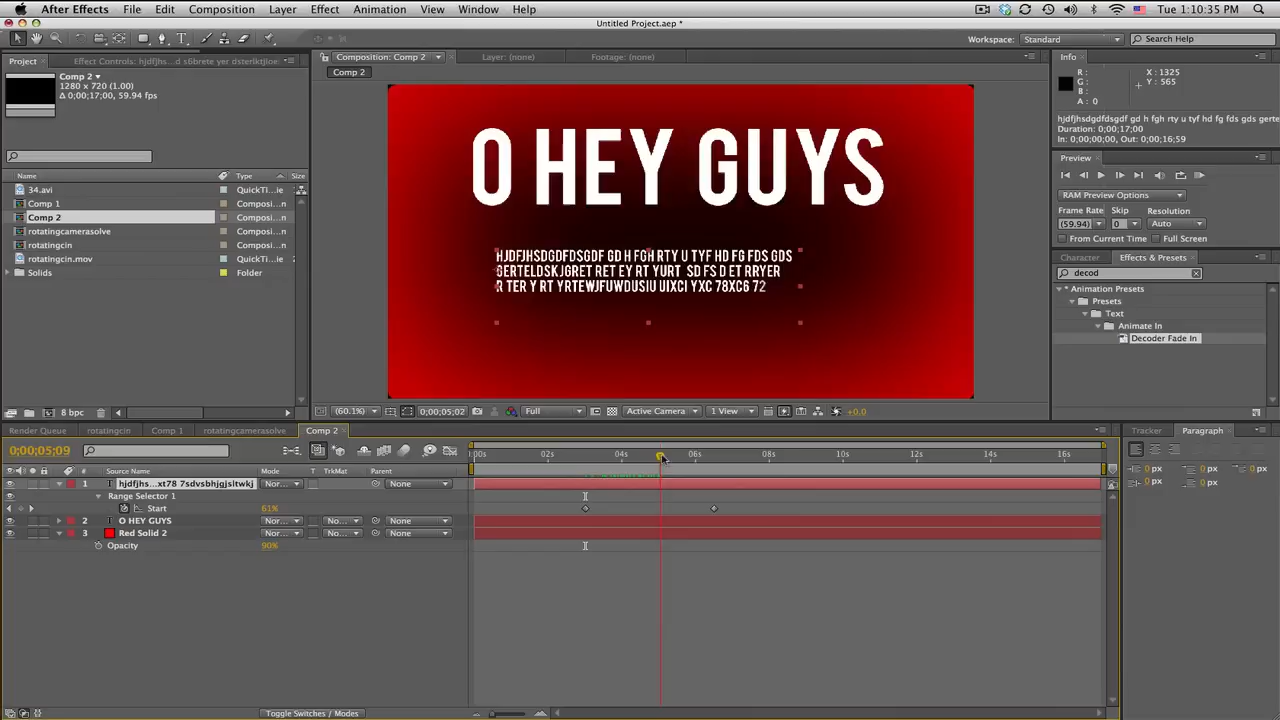 After Effects File Edit Composition Layer Effect Animation View Window Help Tue 1:10:35 PM
Untitled Project.aep *
Workspace: Standard Search Help
Project Effect Controls: hjdfjhs...d s6brete yer dsterlktjloe
Composition: Comp 2 Layer: (none) Footage: (none)
Info
Comp 2
1280 x 720 (1.00)
Δ 0;00;17;00, 59.94 fps
Comp 2
R :
G :
B :
A : 0
X : 1325
Y : 565
hjdfjhsdgdfdsgdf gd h fgh rty u tyf hd fg fds gds gerte
Duration: 0;00;17;00
In: 0;00;00;00, Out: 0;00;16;59
Name Type Size
34.avi QuickTi...ie
Comp 1 Composi...
Comp 2 Composi...
rotatingcamerasolve Composi...
rotatingcin Composi...
rotatingcin.mov QuickTi...ie
Solids Folder
8 bpc
O HEY GUYS
HJDFJHSDGDFDSGDF GD H FGH RTY U TYF HD FG FDS GDS
GERTELDSKJGRET RET EY RT YURT SD FS D ET RRYER
R TER Y RT YRTEWJFUWDUSIU UIXCI YXC 78XC6 72
(60.1%) 0;00;05;02 Full Active Camera 1 View +0.0
Preview
RAM Preview Options
Frame Rate Skip Resolution
(59.94) 0 Auto
From Current Time Full Screen
Character Effects & Presets
decod
* Animation Presets
Presets
Text
Animate In
Decoder Fade In
Render Queue rotatingcin Comp 1 rotatingcamerasolve Comp 2
Tracker Paragraph
0;00;05;09
00s 02s 04s 06s 08s 10s 12s 14s 16s
# Source Name Mode T TrkMat Parent
1 hjdfjhs...xt78 7sdvsbhjgjsitwkj Nor... None
Range Selector 1
Start 61%
2 O HEY GUYS Nor... No... None
3 Red Solid 2 Nor... No... None
Opacity 90%
0 px 0 px 0 px
0 px 0 px
Toggle Switches / Modes